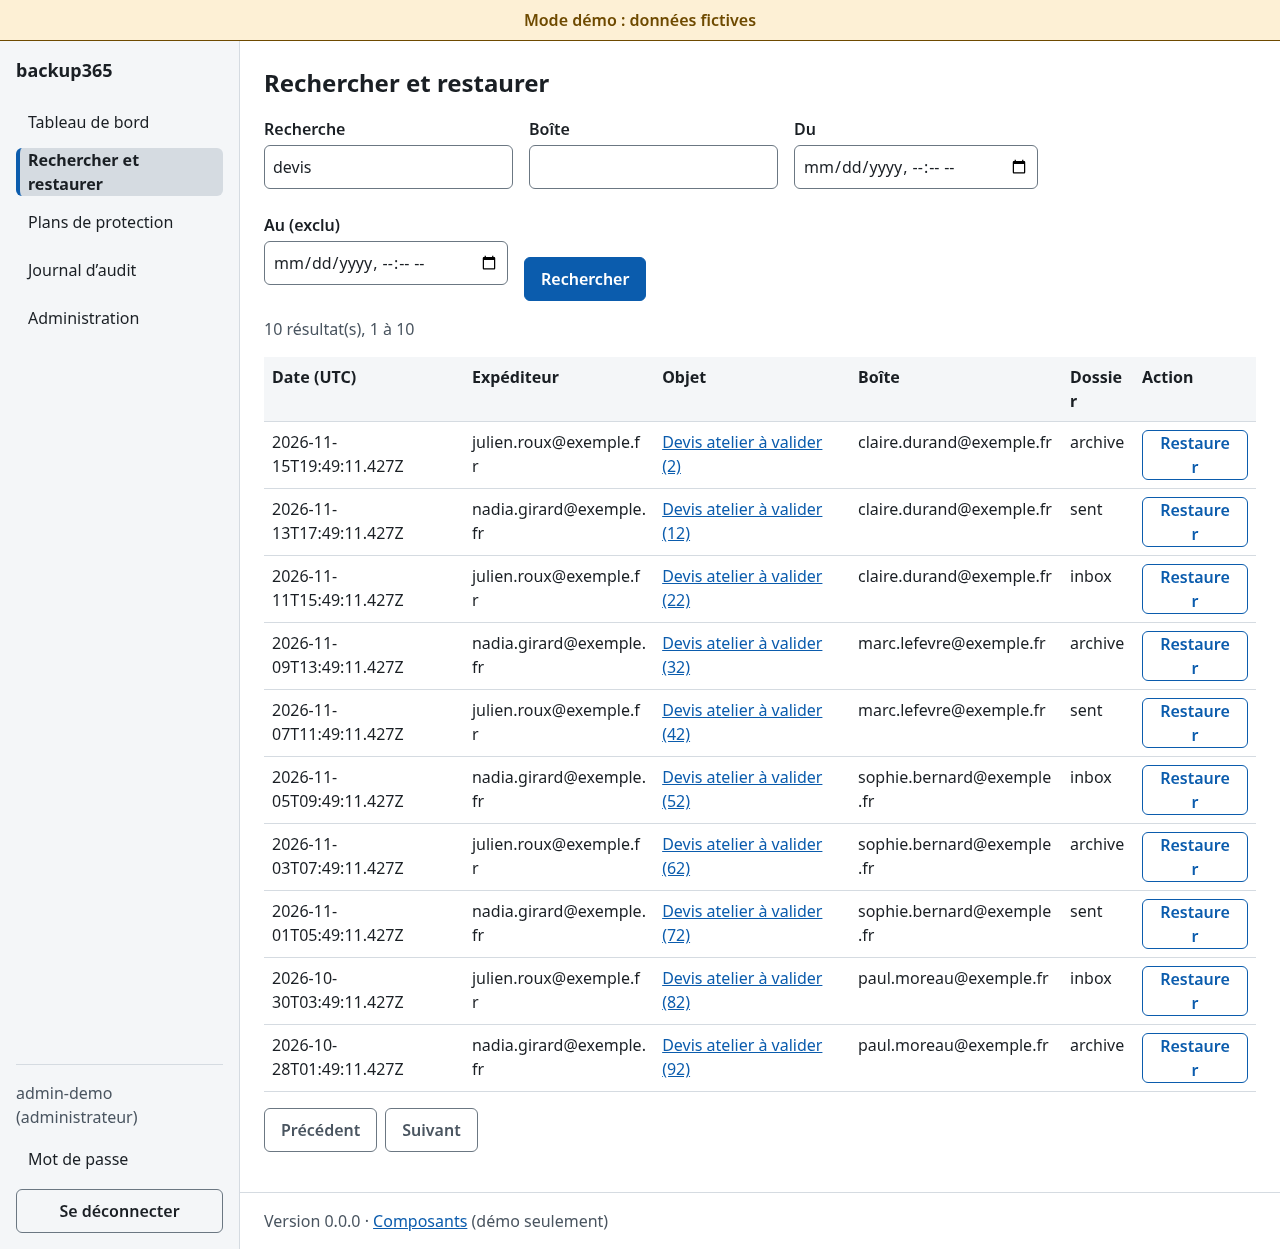 Mode démo : données fictives
backup365
Tableau de bord
Rechercher et
restaurer
Plans de protection
Journal d’audit
Administration
admin-demo
(administrateur)
Mot de passe
Se déconnecter
Rechercher et restaurer
Recherche Boîte Du
devis mm/dd/yyyy, --:-- --
Au (exclu)
mm/dd/yyyy, --:-- -- Rechercher
10 résultat(s), 1 à 10
Date (UTC) Expéditeur Objet Boîte Dossie Action
r
2026-11- julien.roux@exemple.f Devis atelier à valider claire.durand@exemple.fr archive Restaure
15T19:49:11.427Z r (2) r
2026-11- nadia.girard@exemple. Devis atelier à valider claire.durand@exemple.fr sent Restaure
13T17:49:11.427Z fr (12) r
2026-11- julien.roux@exemple.f Devis atelier à valider claire.durand@exemple.fr inbox Restaure
11T15:49:11.427Z r (22) r
2026-11- nadia.girard@exemple. Devis atelier à valider marc.lefevre@exemple.fr archive Restaure
09T13:49:11.427Z fr (32) r
2026-11- julien.roux@exemple.f Devis atelier à valider marc.lefevre@exemple.fr sent Restaure
07T11:49:11.427Z r (42) r
2026-11- nadia.girard@exemple. Devis atelier à valider sophie.bernard@exemple inbox Restaure
05T09:49:11.427Z fr (52) .fr r
2026-11- julien.roux@exemple.f Devis atelier à valider sophie.bernard@exemple archive Restaure
03T07:49:11.427Z r (62) .fr r
2026-11- nadia.girard@exemple. Devis atelier à valider sophie.bernard@exemple sent Restaure
01T05:49:11.427Z fr (72) .fr r
2026-10- julien.roux@exemple.f Devis atelier à valider paul.moreau@exemple.fr inbox Restaure
30T03:49:11.427Z r (82) r
2026-10- nadia.girard@exemple. Devis atelier à valider paul.moreau@exemple.fr archive Restaure
28T01:49:11.427Z fr (92) r
Précédent Suivant
Version 0.0.0 · Composants (démo seulement)